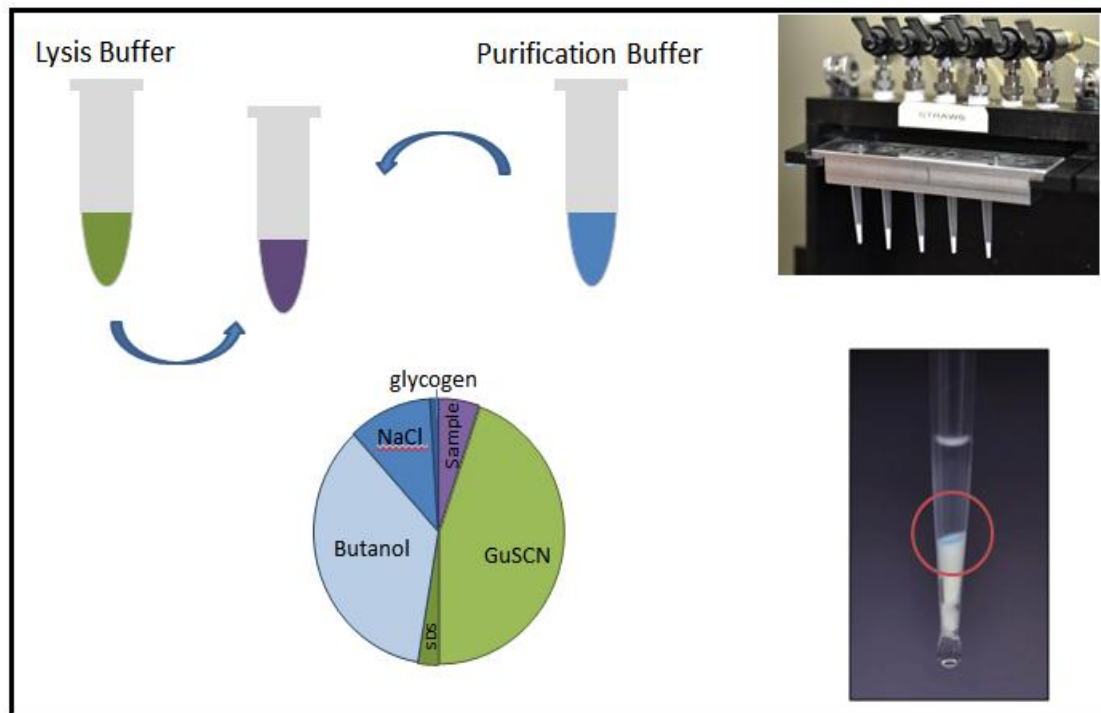 Lysis Buffer
Purification Buffer
STRAWS
glycogen
NaCl
Sample
Butanol
GuSCN
SDS